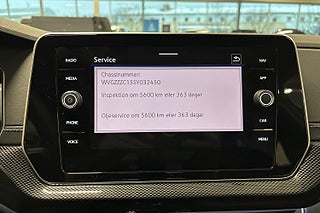 Service
RADIO
MEDIA
PHONE
VOICE
Chassinummer:
WVGZZZC1SSY032450
Inspektion om 5600 km eller 363 dagar
Oljeservice om 5600 km eller 363 dagar
NAV
APP
CAR
MENU